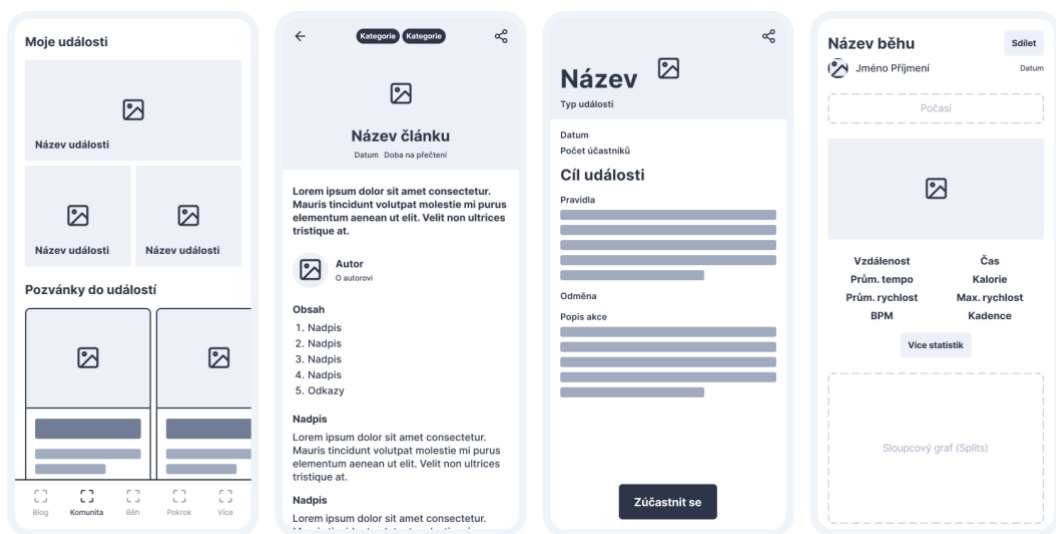 Moje události
Název události
Název události Název události
Pozvánky do událostí
Blog Komunita Běh Pokrok Více
Kategorie Kategorie
Název článku
Datum Doba na přečtení
Lorem ipsum dolor sit amet consectetur.
Mauris tincidunt volutpat molestie mi purus
elementum aenean ut elit. Velit non ultrices
tristique at.
Autor
O autorovi
Obsah
1. Nadpis
2. Nadpis
3. Nadpis
4. Nadpis
5. Odkazy
Nadpis
Lorem ipsum dolor sit amet consectetur.
Mauris tincidunt volutpat molestie mi purus
elementum aenean ut elit. Velit non ultrices
tristique at.
Nadpis
Lorem ipsum dolor sit amet consectetur.
Název
Typ události
Datum
Počet účastníků
Cíl události
Pravidla
Odměna
Popis akce
Zúčastnit se
Název běhu
Sdílet
Jméno Příjmení
Datum
Počasí
Vzdálenost Čas
Prům. tempo Kalorie
Prům. rychlost Max. rychlost
BPM Kadence
Více statistik
Sloupcový graf (Splits)